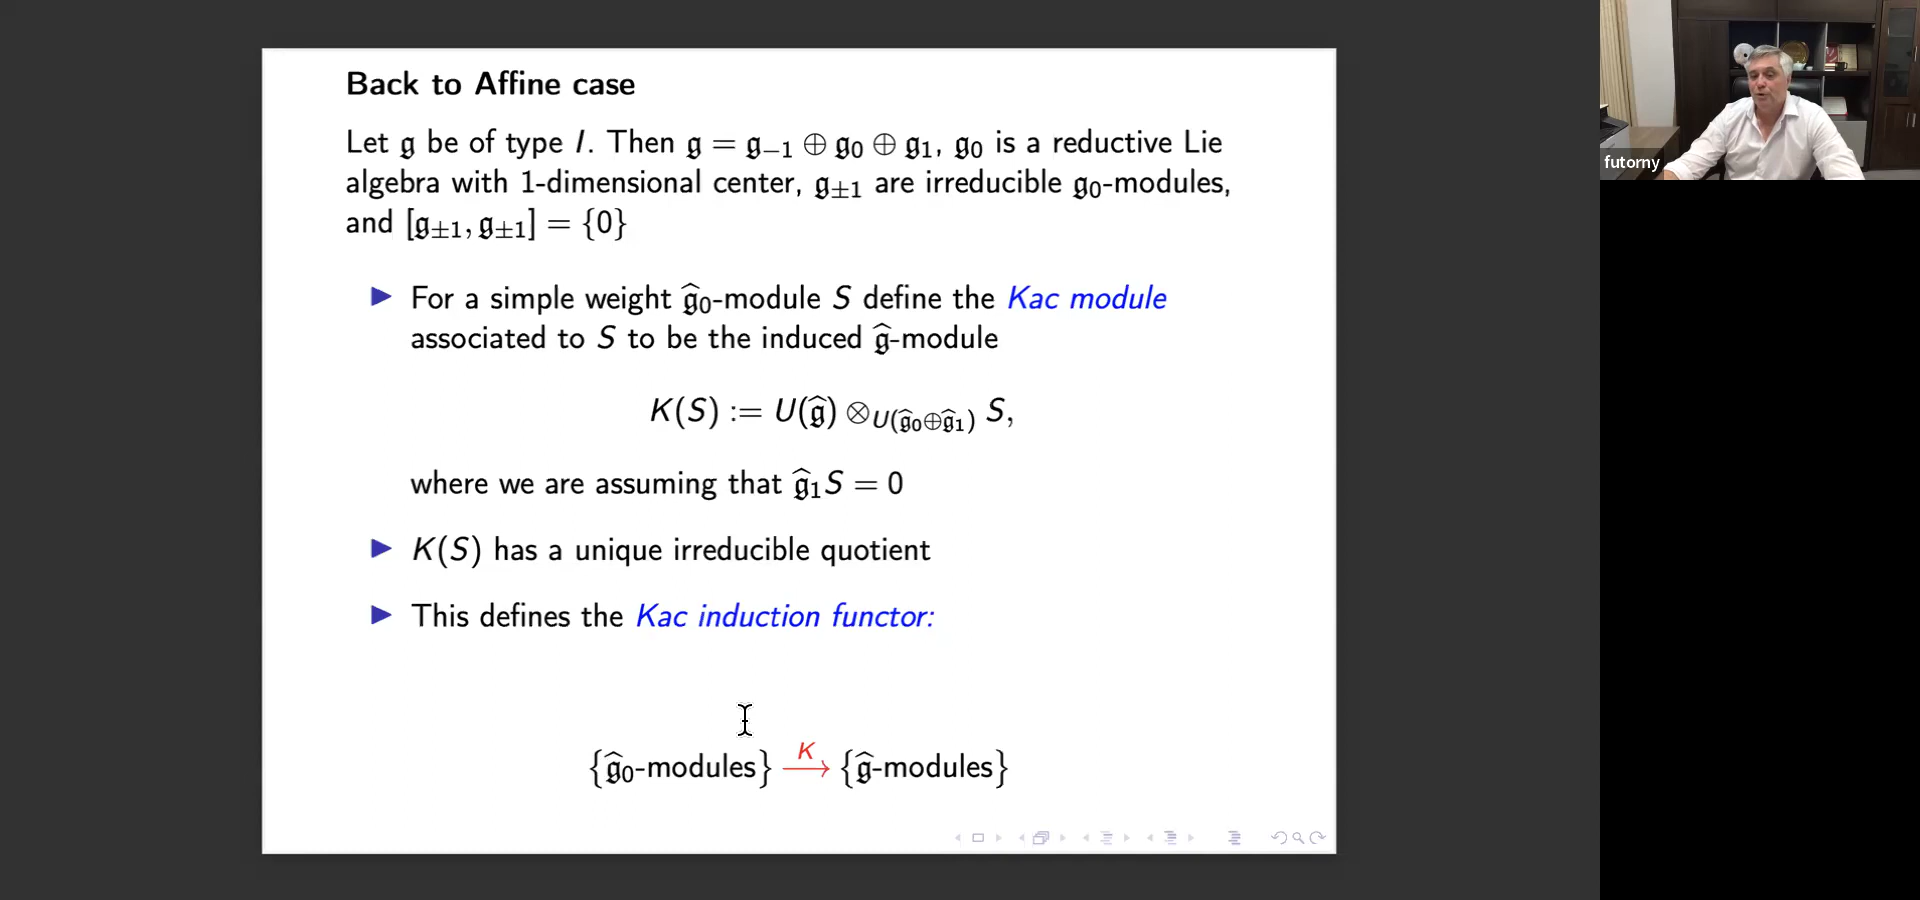 Back to Affine case
Let 𝔤 be of type I. Then 𝔤 = 𝔤₋₁ ⊕ 𝔤₀ ⊕ 𝔤₁, 𝔤₀ is a reductive Lie
algebra with 1-dimensional center, 𝔤±₁ are irreducible 𝔤₀-modules,
and [𝔤±₁, 𝔤±₁] = {0}
▶ For a simple weight 𝔤̂₀-module S define the Kac module
associated to S to be the induced 𝔤̂-module
K(S) := U(𝔤̂) ⊗_{U(𝔤̂₀⊕𝔤̂₁)} S,
where we are assuming that 𝔤̂₁S = 0
▶ K(S) has a unique irreducible quotient
▶ This defines the Kac induction functor:
K
{𝔤̂₀-modules} → {𝔤̂-modules}
futorny